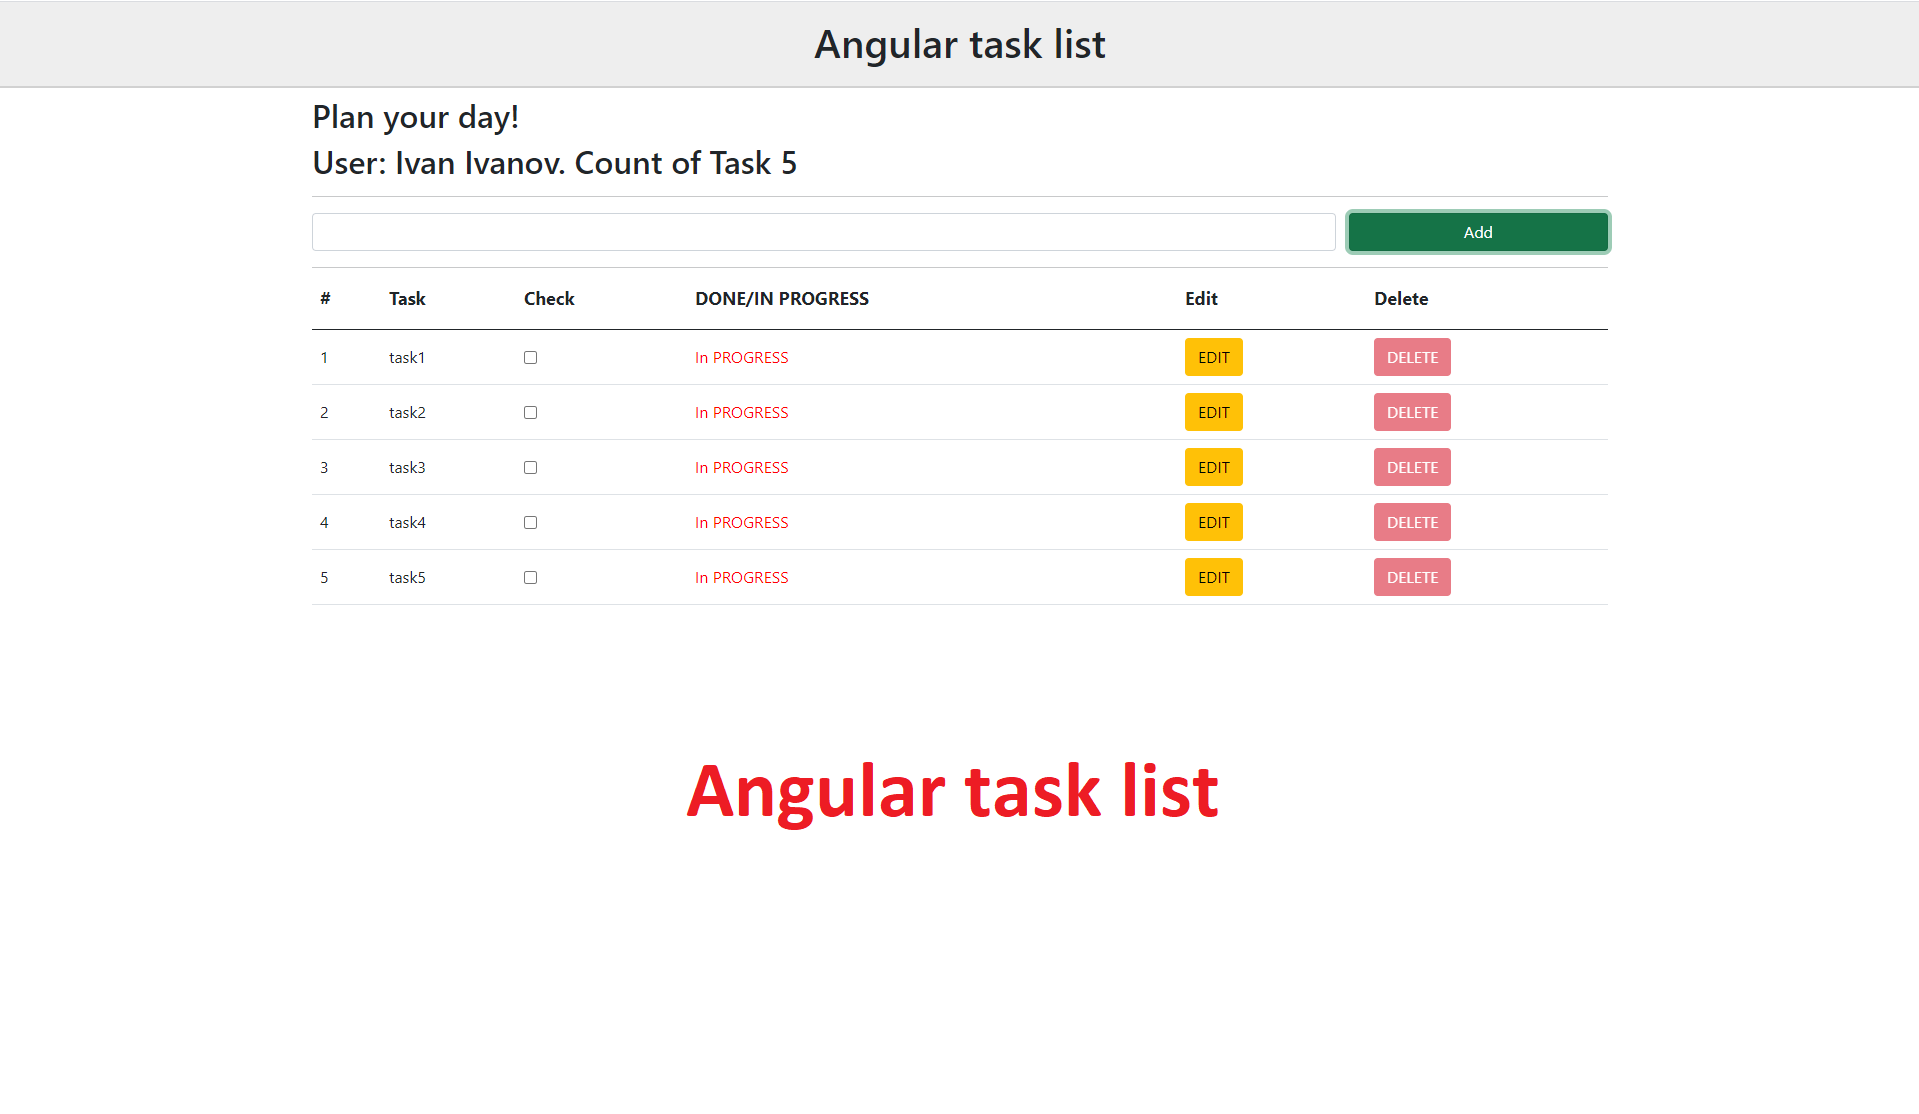 Angular task list
Plan your day!
User: Ivan Ivanov. Count of Task 5
Add
# Task Check DONE/IN PROGRESS Edit Delete
1 task1 In PROGRESS EDIT DELETE
2 task2 In PROGRESS EDIT DELETE
3 task3 In PROGRESS EDIT DELETE
4 task4 In PROGRESS EDIT DELETE
5 task5 In PROGRESS EDIT DELETE
Angular task list